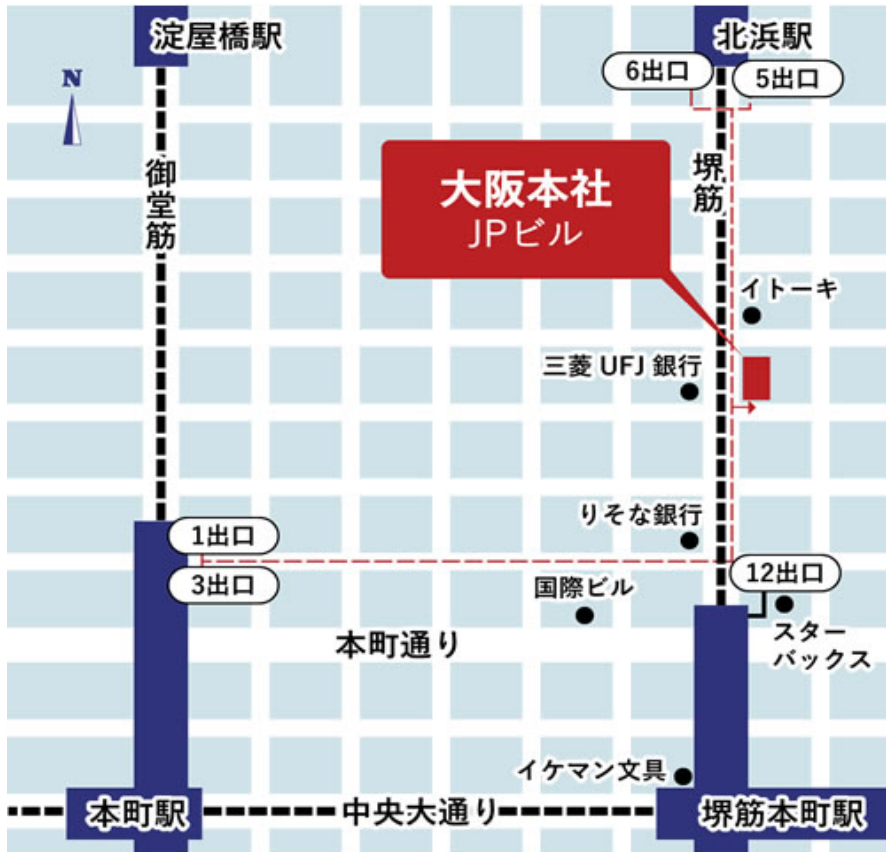 淀屋橋駅
北浜駅
6出口
5出口
N
御堂筋
堺筋
大阪本社
JPビル
イトーキ
三菱 UFJ 銀行
りそな銀行
1出口
3出口
12出口
国際ビル
スター
バックス
本町通り
イケマン文具
本町駅
中央大通り
堺筋本町駅